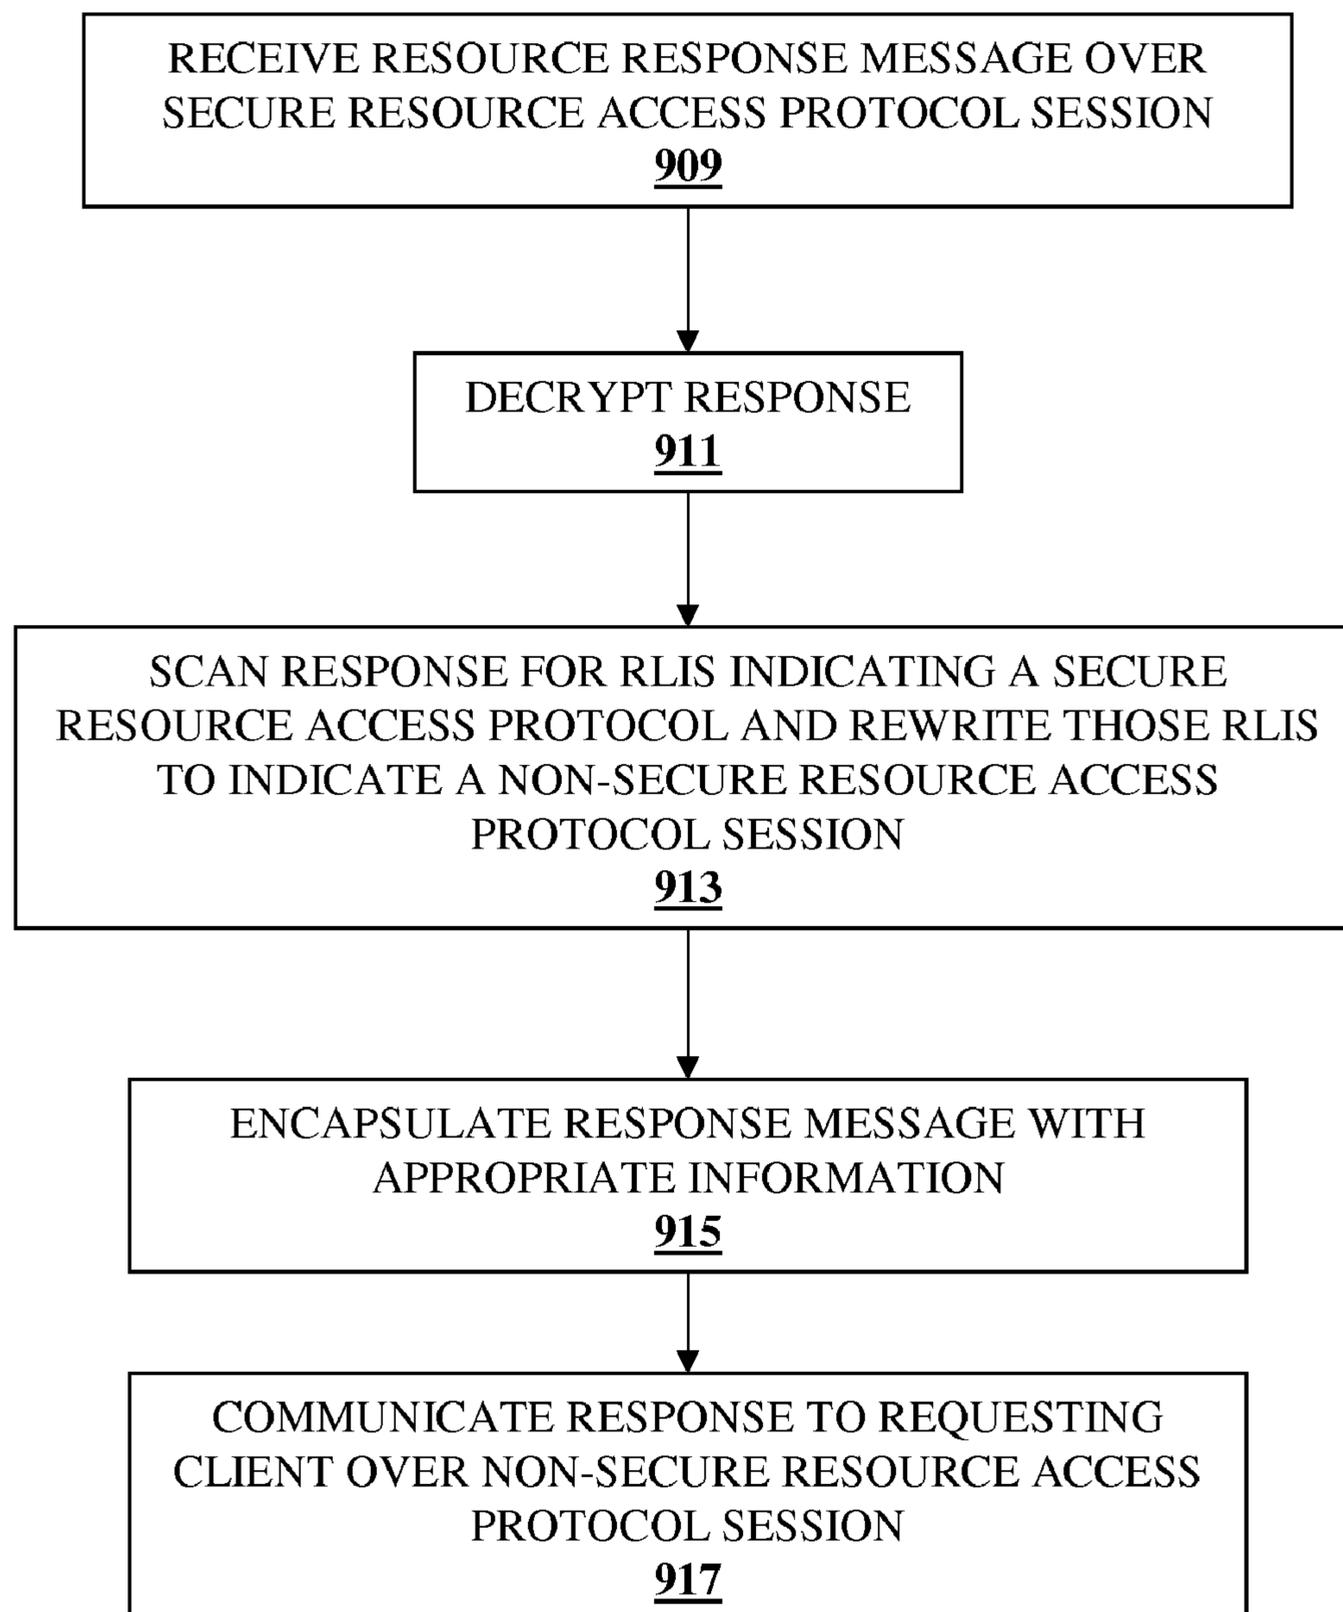 RECEIVE RESOURCE RESPONSE MESSAGE OVER
SECURE RESOURCE ACCESS PROTOCOL SESSION
909
DECRYPT RESPONSE
911
SCAN RESPONSE FOR RLIS INDICATING A SECURE
RESOURCE ACCESS PROTOCOL AND REWRITE THOSE RLIS
TO INDICATE A NON-SECURE RESOURCE ACCESS
PROTOCOL SESSION
913
ENCAPSULATE RESPONSE MESSAGE WITH
APPROPRIATE INFORMATION
915
COMMUNICATE RESPONSE TO REQUESTING
CLIENT OVER NON-SECURE RESOURCE ACCESS
PROTOCOL SESSION
917